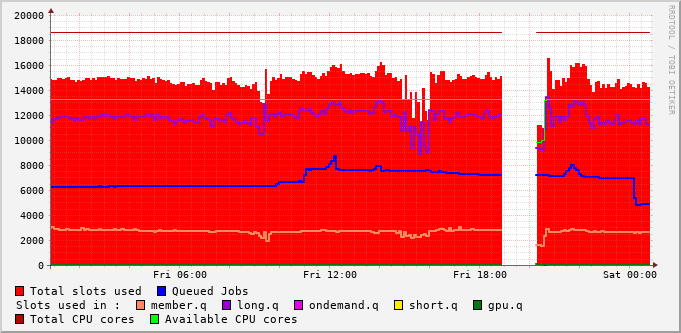 20000
18000
16000
14000
12000
10000
8000
6000
4000
2000
0
Fri 06:00 Fri 12:00 Fri 18:00 Sat 00:00
RRDTOOL / TOBI OETIKER
Total slots used Queued Jobs
Slots used in : member.q long.q ondemand.q short.q gpu.q
Total CPU cores Available CPU cores